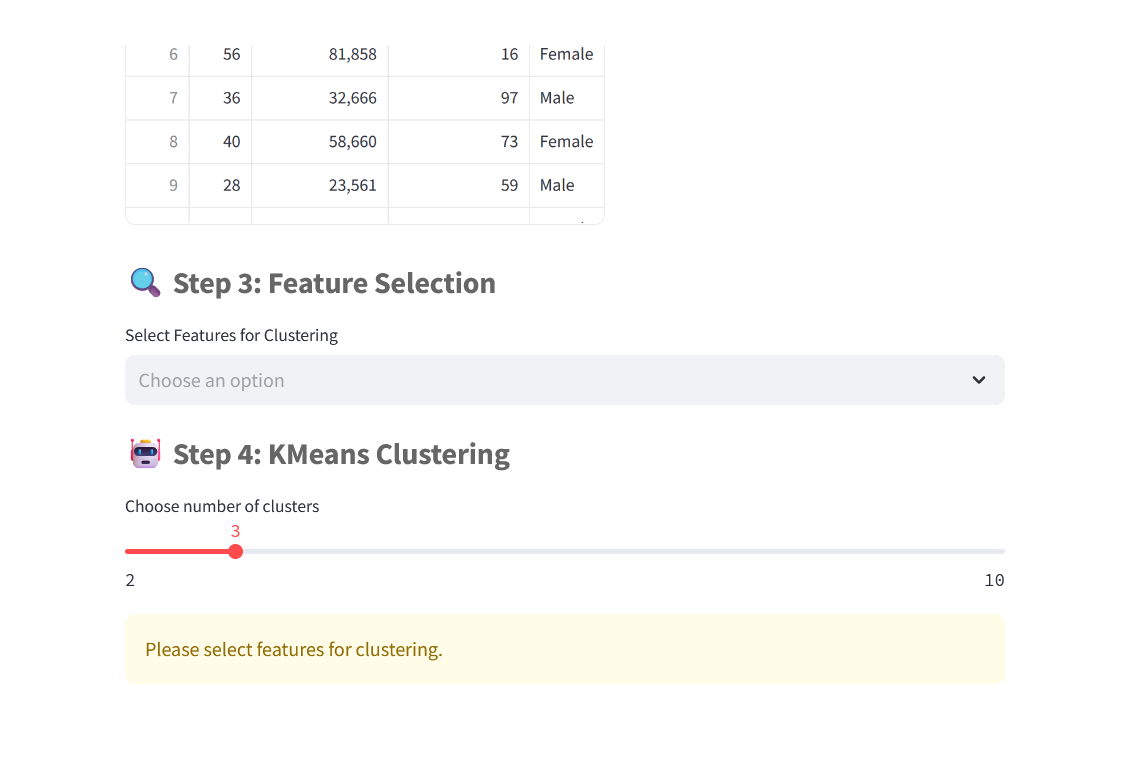 6 56 81,858 16 Female
7 36 32,666 97 Male
8 40 58,660 73 Female
9 28 23,561 59 Male
Step 3: Feature Selection
Select Features for Clustering
Choose an option
Step 4: KMeans Clustering
Choose number of clusters
3
2 10
Please select features for clustering.